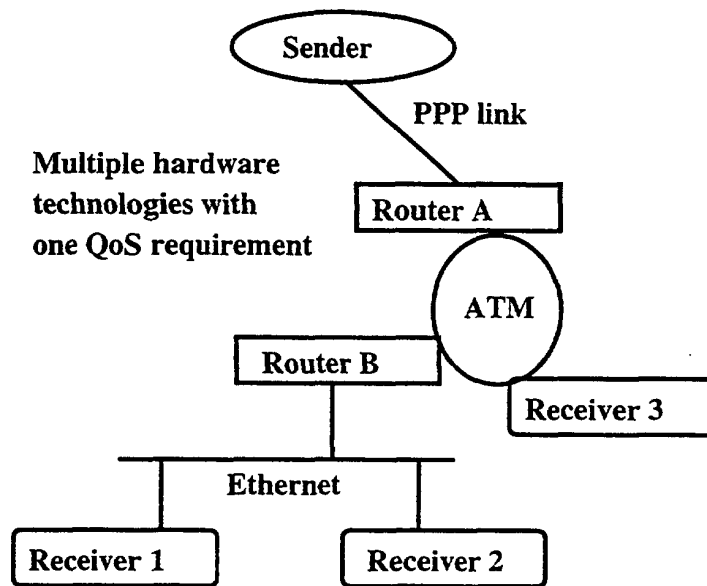 Sender
PPP link
Multiple hardware
technologies with
one QoS requirement
Router A
ATM
Router B
Receiver 3
Ethernet
Receiver 1
Receiver 2